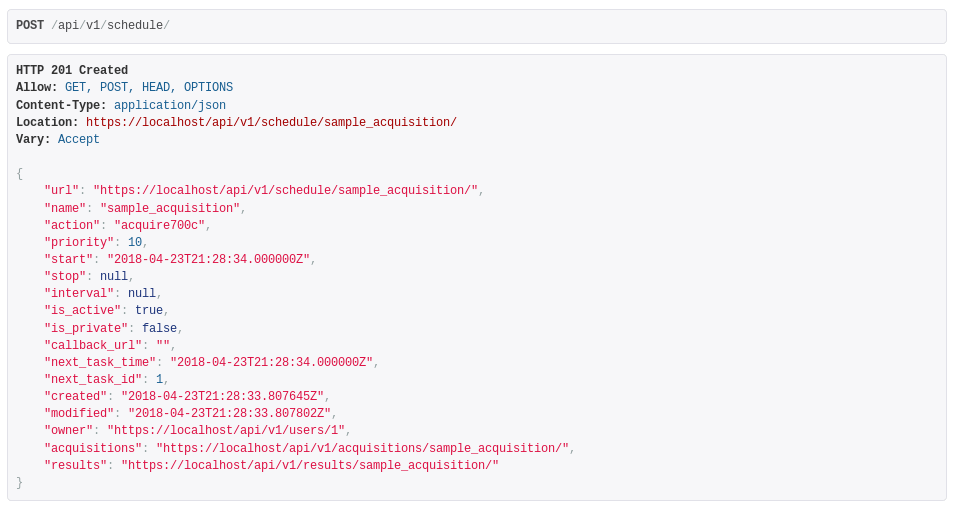 POST /api/v1/schedule/
HTTP 201 Created
Allow: GET, POST, HEAD, OPTIONS
Content-Type: application/json
Location: https://localhost/api/v1/schedule/sample_acquisition/
Vary: Accept
{
    "url": "https://localhost/api/v1/schedule/sample_acquisition/",
    "name": "sample_acquisition",
    "action": "acquire700c",
    "priority": 10,
    "start": "2018-04-23T21:28:34.000000Z",
    "stop": null,
    "interval": null,
    "is_active": true,
    "is_private": false,
    "callback_url": "",
    "next_task_time": "2018-04-23T21:28:34.000000Z",
    "next_task_id": 1,
    "created": "2018-04-23T21:28:33.807645Z",
    "modified": "2018-04-23T21:28:33.807802Z",
    "owner": "https://localhost/api/v1/users/1",
    "acquisitions": "https://localhost/api/v1/acquisitions/sample_acquisition/",
    "results": "https://localhost/api/v1/results/sample_acquisition/"
}